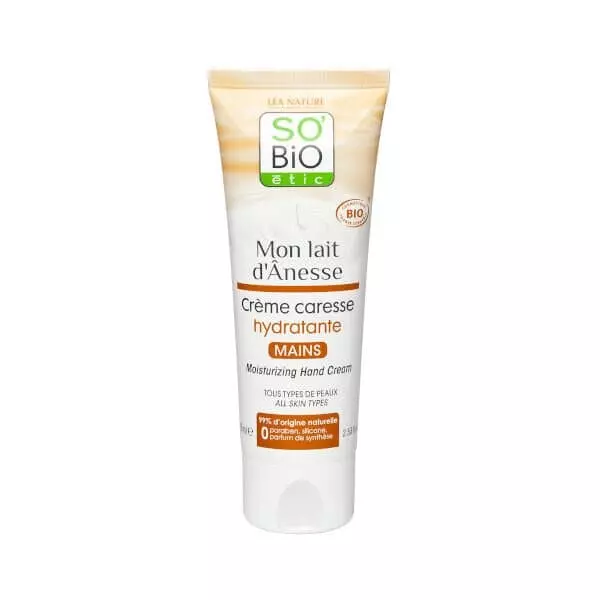 LÉA NATURE
SO'
BiO
étic
BIO
Mon lait
d'Ânesse
Crème caresse
hydratante
MAINS
Moisturizing Hand Cream
TOUS TYPES DE PEAUX
ALL SKIN TYPES
99% d'origine naturelle
0 paraben, silicone,
parfum de synthèse